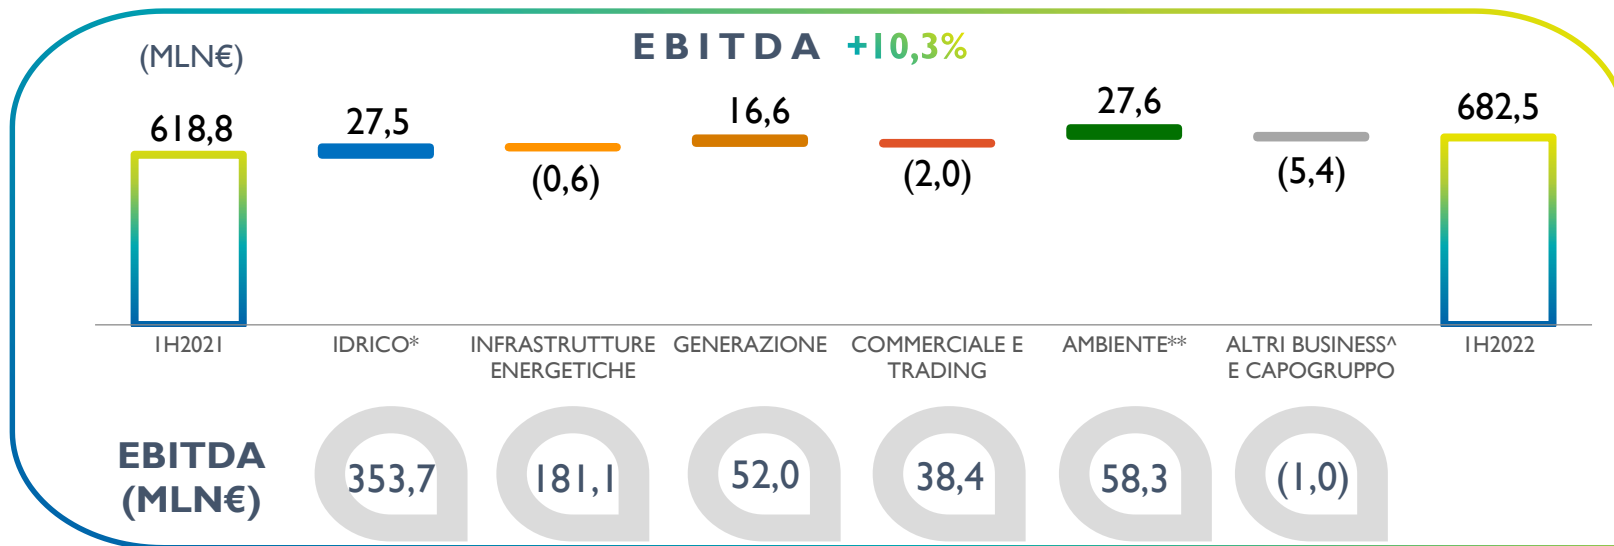 (MLN€)
EBITDA +10,3%
618,8
27,5
(0,6)
16,6
(2,0)
27,6
(5,4)
682,5
1H2021
IDRICO*
INFRASTRUTTURE
ENERGETICHE
GENERAZIONE
COMMERCIALE E
TRADING
AMBIENTE**
ALTRI BUSINESS^
E CAPOGRUPPO
1H2022
EBITDA
(MLN€)
353,7
181,1
52,0
38,4
58,3
(1,0)